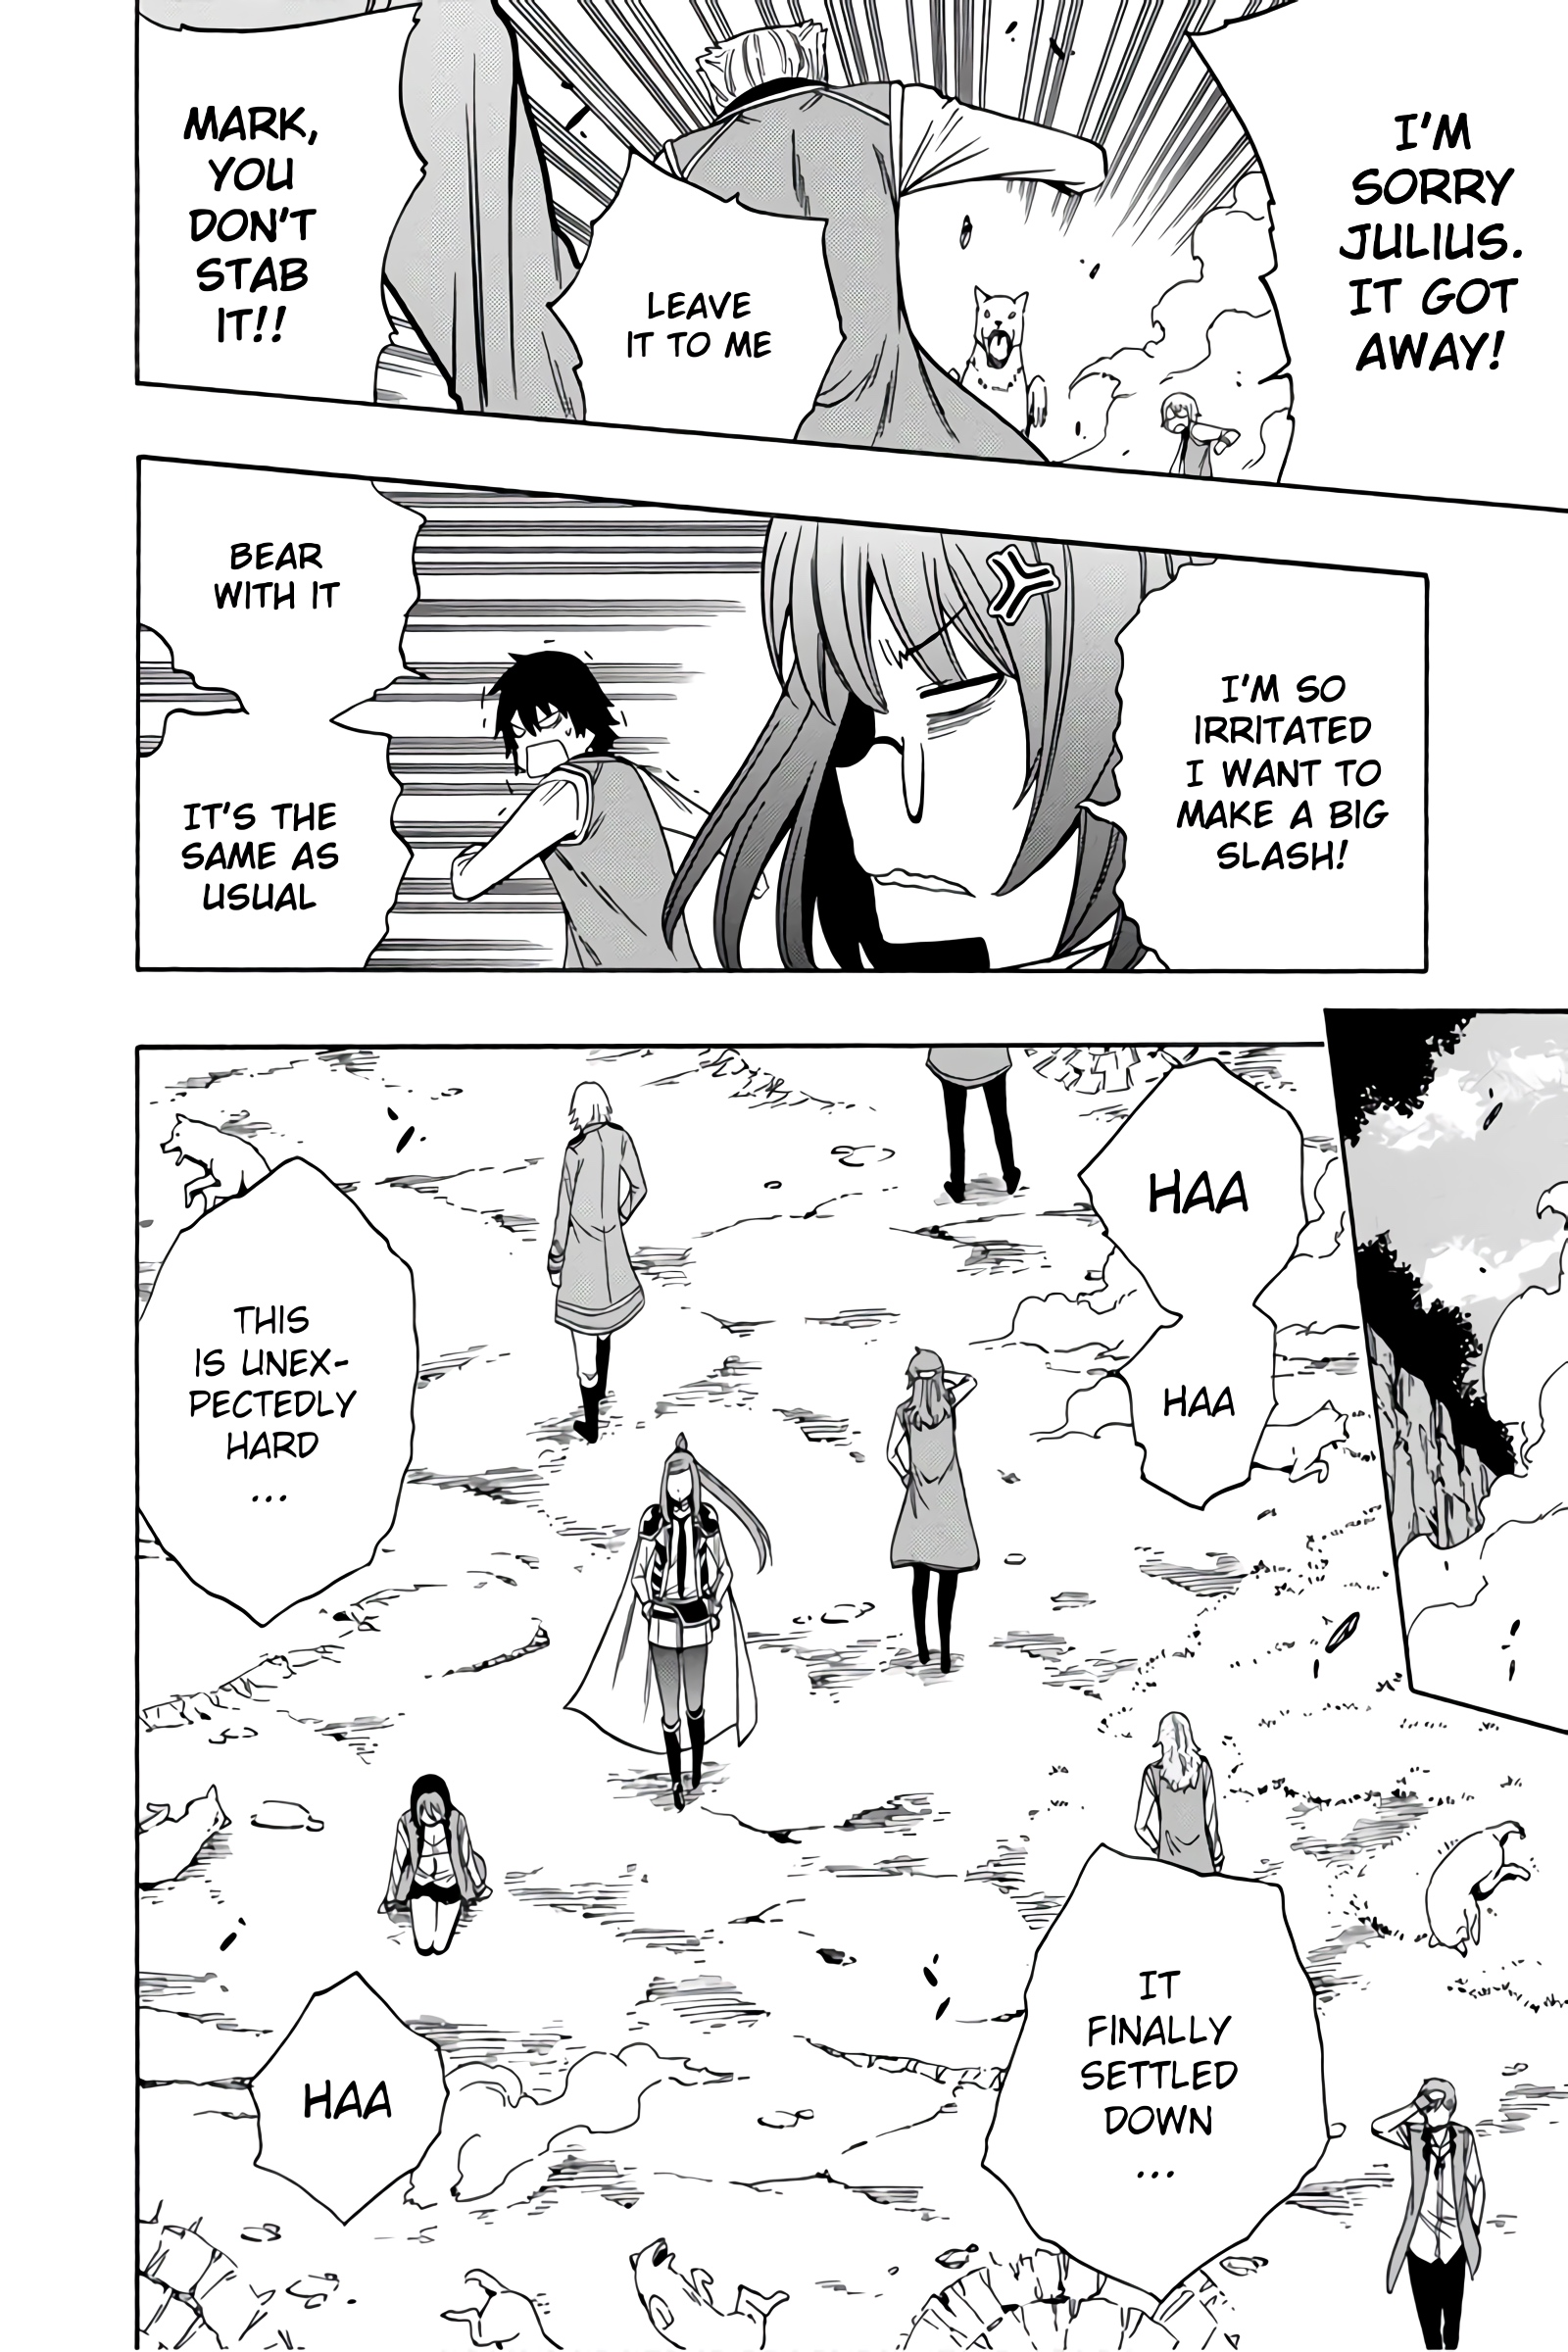 I'M
SORRY
JULIUS.
IT GOT
AWAY!
LEAVE
IT TO ME
MARK,
YOU
DON'T
STAB
IT!!
I'M SO
IRRITATED
I WANT TO
MAKE A BIG
SLASH!
BEAR
WITH IT
IT'S THE
SAME AS
USUAL
HAA
HAA
THIS
IS UNEX-
PECTEDLY
HARD
...
IT
FINALLY
SETTLED
DOWN
...
HAA